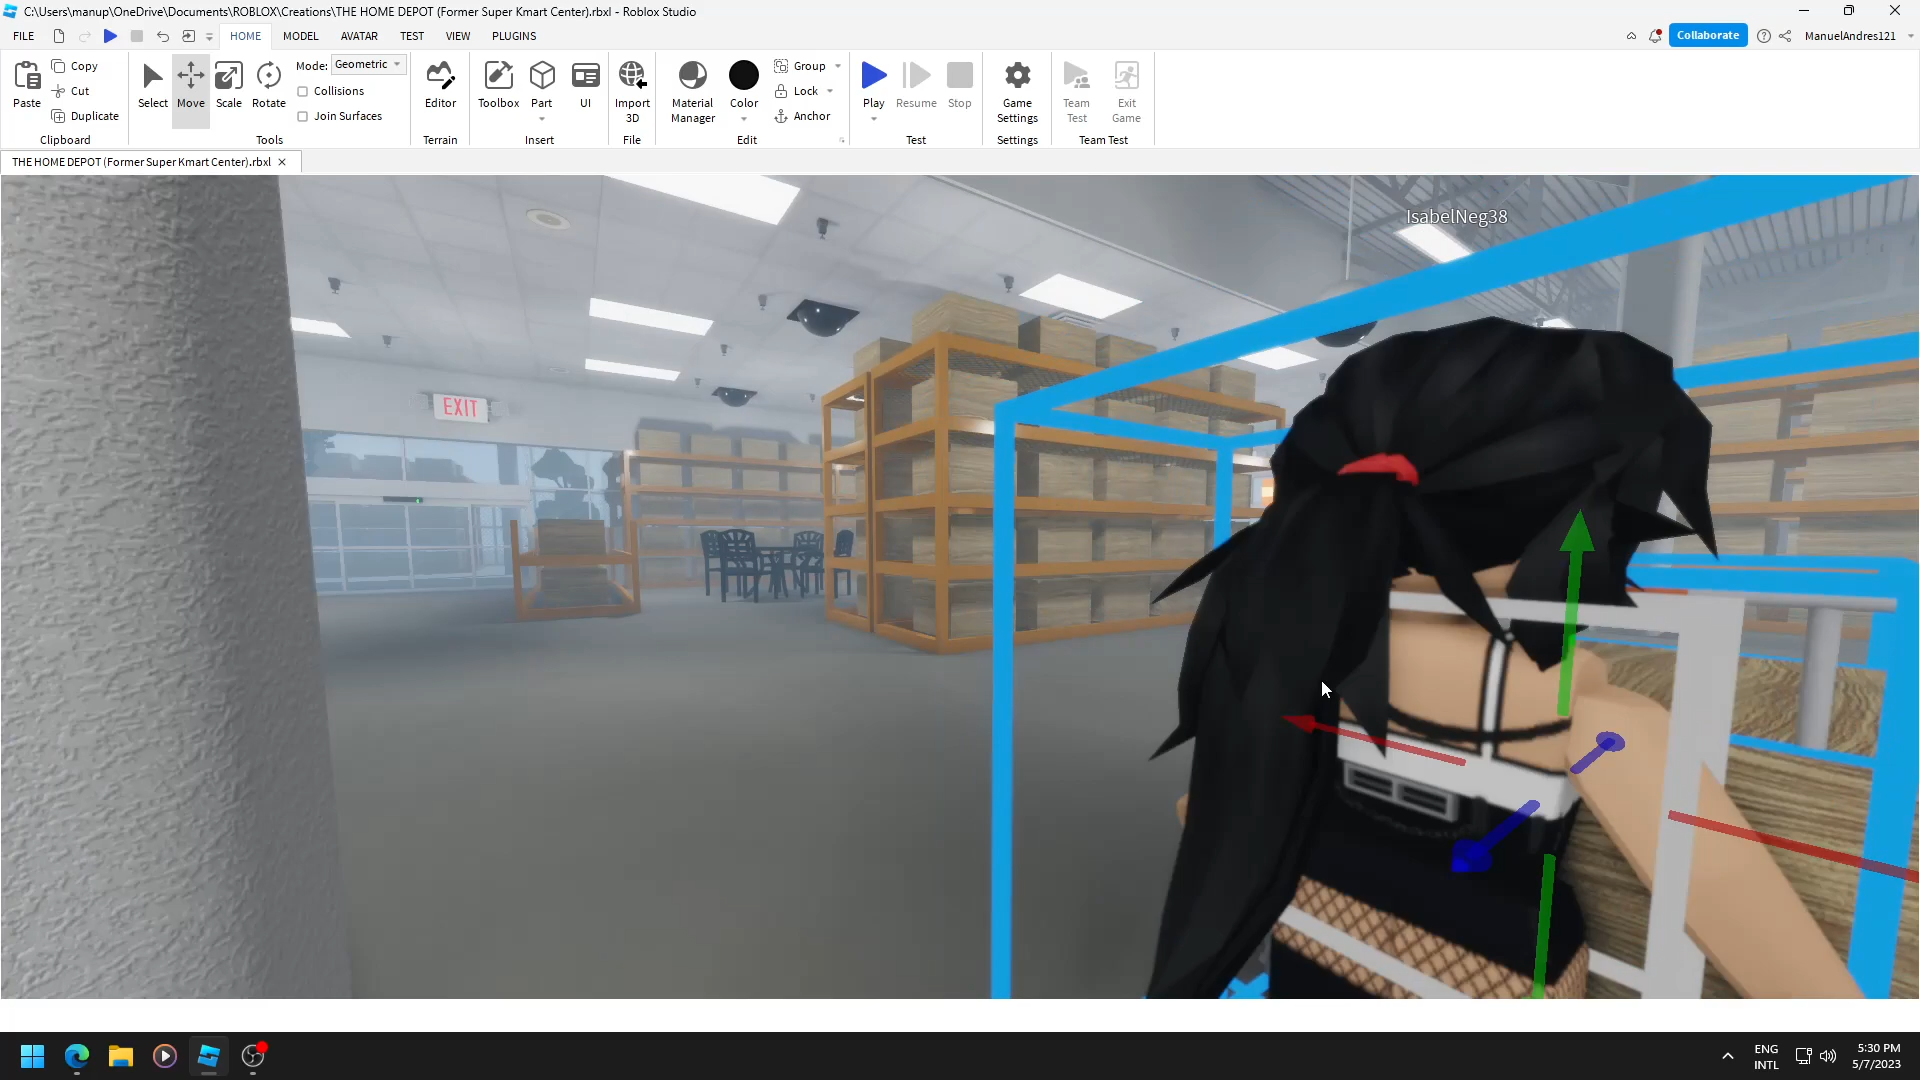 C:\Users\manup\OneDrive\Documents\ROBLOX\Creations\THE HOME DEPOT (Former Super Kmart Center).rbxl - Roblox Studio
FILE HOME MODEL AVATAR TEST VIEW PLUGINS Collaborate ManuelAndres121
Paste
Copy
Cut
Duplicate
Clipboard
Select
Move
Scale
Rotate
Mode: Geometric
Collisions
Join Surfaces
Tools
Editor
Terrain
Toolbox
Part
UI
Insert
Import
3D
File
Material
Manager
Color
Group
Lock
Anchor
Edit
Play
Resume
Stop
Test
Game
Settings
Settings
Team
Test
Exit
Game
Team Test
THE HOME DEPOT (Former Super Kmart Center).rbxl
IsabelNeg38
EXIT
ENG
INTL
5:30 PM
5/7/2023